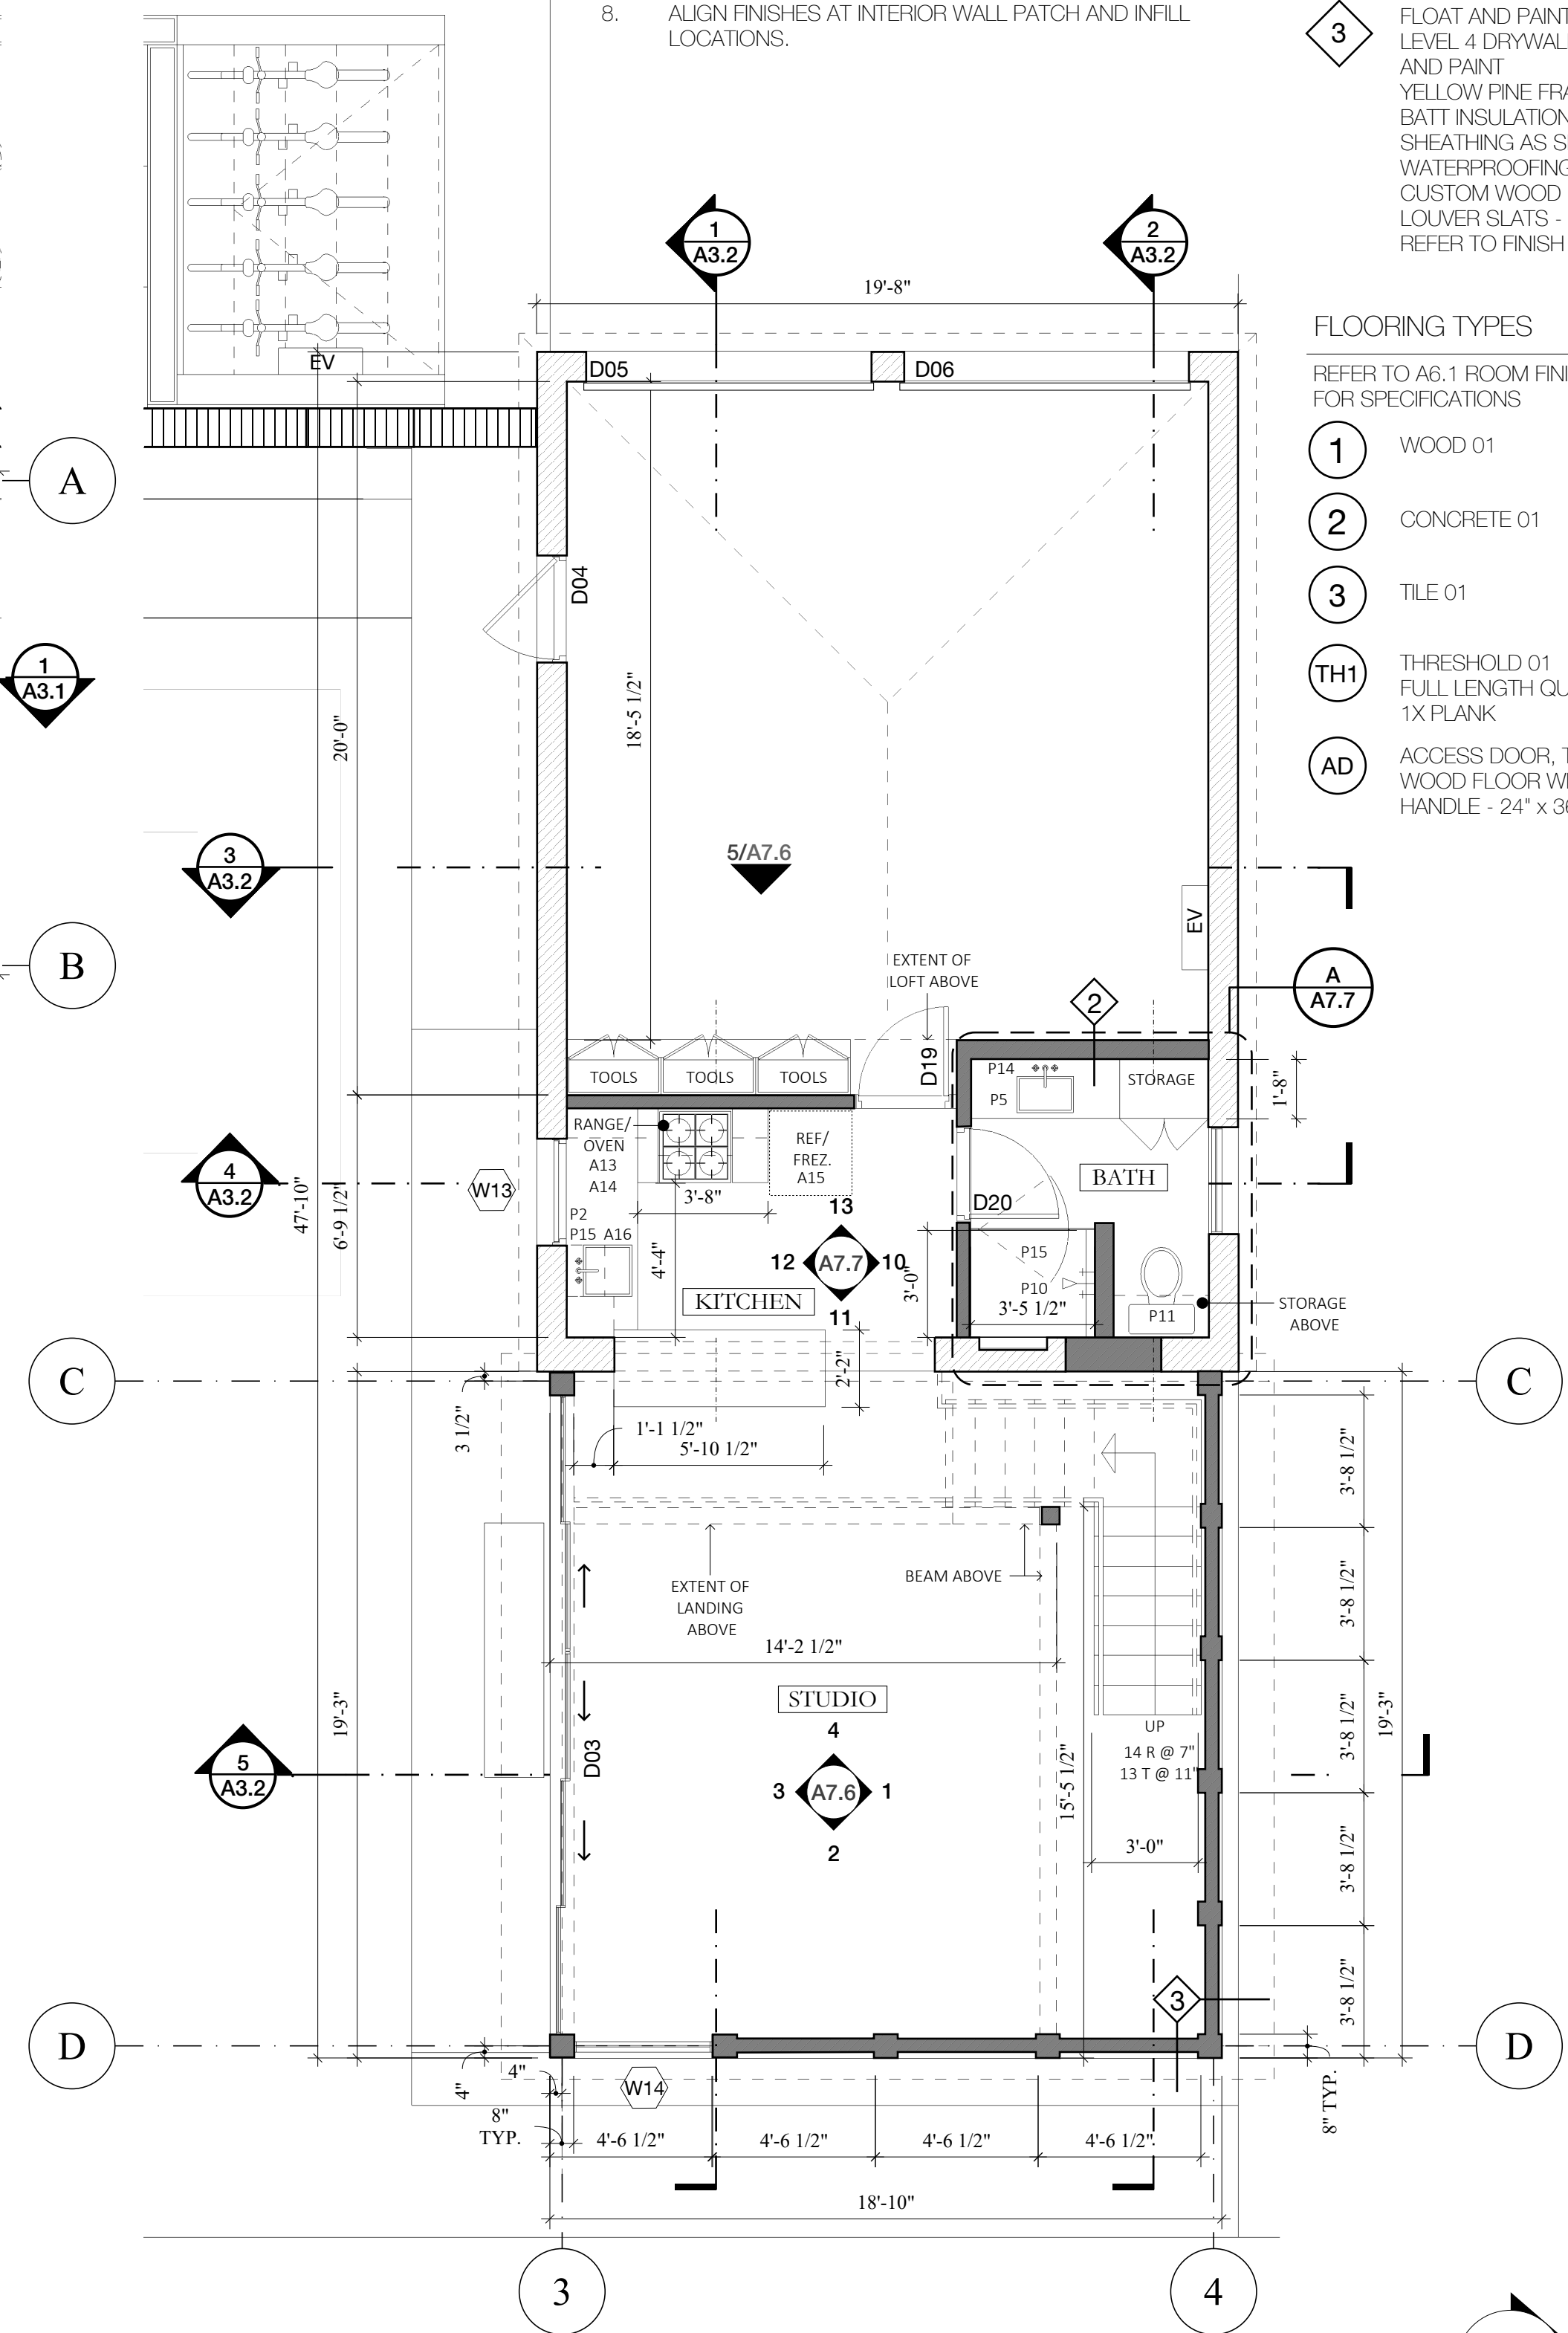 8. ALIGN FINISHES AT INTERIOR WALL PATCH AND INFILL
LOCATIONS.
3
FLOAT AND PAINT
LEVEL 4 DRYWAL
AND PAINT
YELLOW PINE FRA
BATT INSULATION
SHEATHING AS S
WATERPROOFING
CUSTOM WOOD
LOUVER SLATS -
REFER TO FINISH
FLOORING TYPES
REFER TO A6.1 ROOM FINI
FOR SPECIFICATIONS
1 WOOD 01
2 CONCRETE 01
3 TILE 01
TH1 THRESHOLD 01
FULL LENGTH QU
1X PLANK
AD ACCESS DOOR, T
WOOD FLOOR WI
HANDLE - 24" x 36
1
A3.2
2
A3.2
19'-8"
EV
D05
D06
A
D04
1
A3.1
18'-5 1/2"
20'-0"
3
A3.2
5/A7.6
EV
B
EXTENT OF
LOFT ABOVE
A
A7.7
2
D19
TOOLS
TOOLS
TOOLS
P14
P5
STORAGE
1'-8"
RANGE/
OVEN
A13
A14
REF/
FREZ.
A15
4
A3.2
W13
47'-10"
6'-9 1/2"
3'-8"
BATH
D20
P2
P15 A16
13
12 A7.7 10
11
4'-4"
3'-0"
P15
P10
3'-5 1/2"
P11
KITCHEN
STORAGE
ABOVE
2'-2"
C
C
3 1/2"
1'-1 1/2"
5'-10 1/2"
3'-8 1/2"
EXTENT OF
LANDING
ABOVE
BEAM ABOVE
3'-8 1/2"
14'-2 1/2"
STUDIO
4
3 A7.6 1
2
19'-3"
D03
5
A3.2
UP
14 R @ 7"
13 T @ 11"
15'-5 1/2"
3'-0"
3'-8 1/2"
19'-3"
3'-8 1/2"
3'-8 1/2"
3
D
D
4"
4"
W14
8"
TYP.
8" TYP.
4'-6 1/2"
4'-6 1/2"
4'-6 1/2"
4'-6 1/2"
18'-10"
3
4